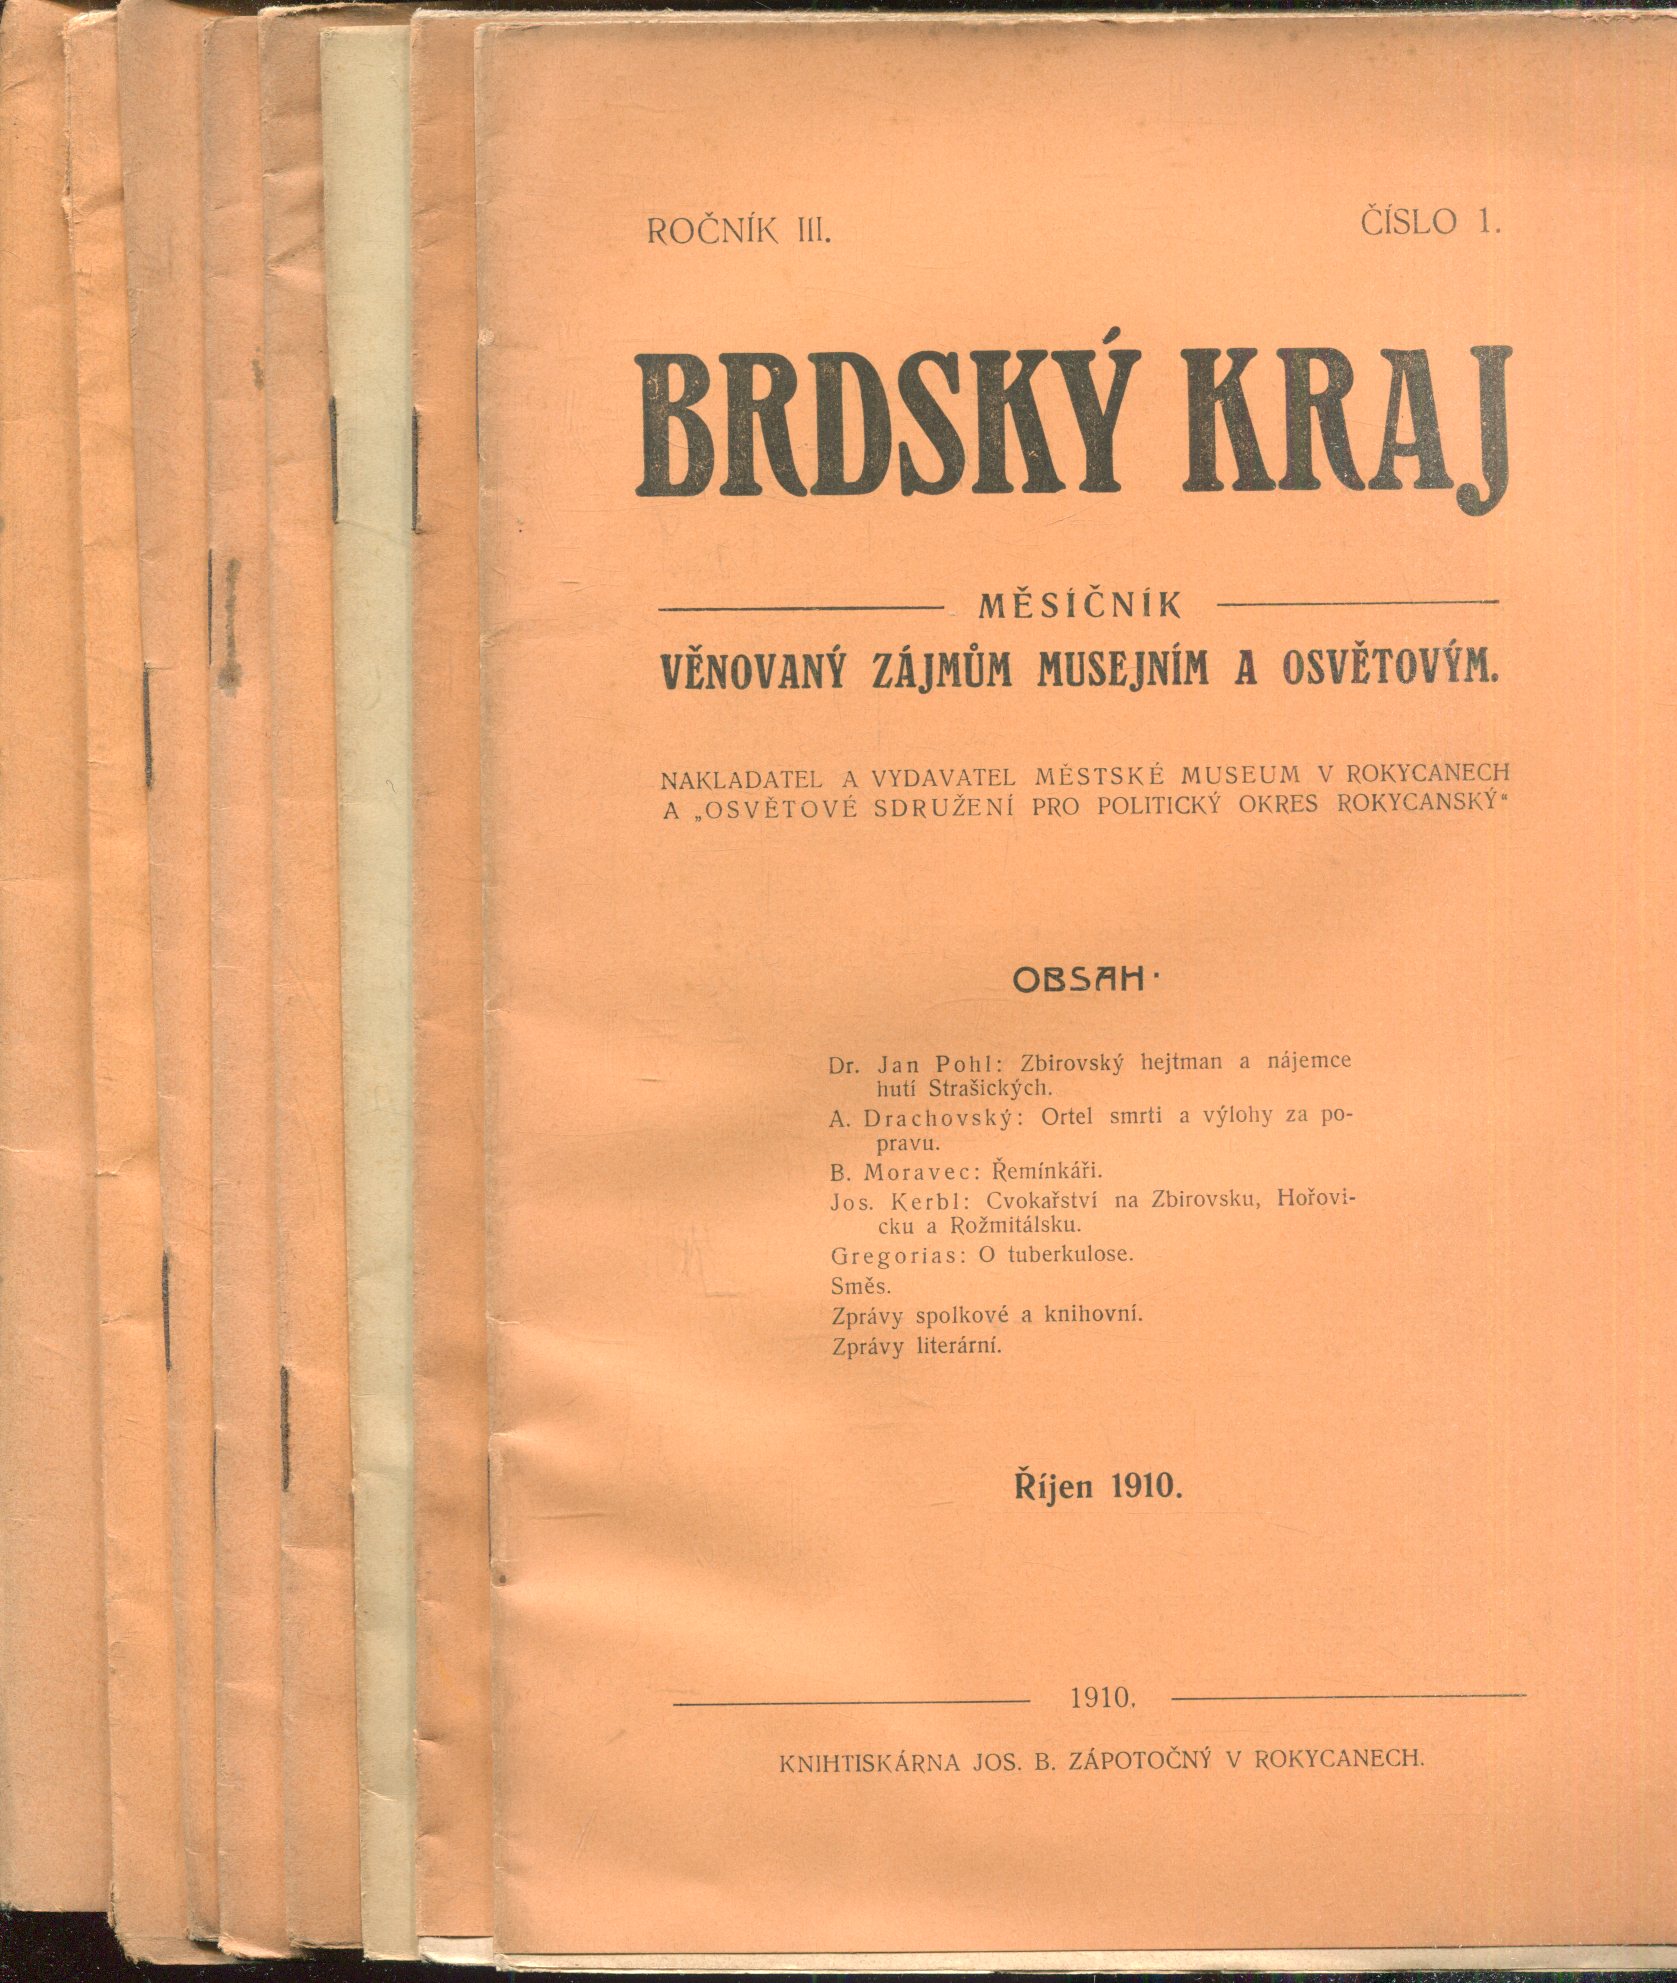 ROČNÍK III.
ČÍSLO 1.
BRDSKÝ KRAJ
MĚSÍČNÍK
VĚNOVANÝ ZÁJMŮM MUSEJNÍM A OSVĚTOVÝM.
NAKLADATEL A VYDAVATEL MĚSTSKÉ MUSEUM V ROKYCANECH
A „OSVĚTOVÉ SDRUŽENÍ PRO POLITICKÝ OKRES ROKYCANSKÝ“
OBSAH·
Dr. Jan Pohl: Zbirovský hejtman a nájemce
hutí Strašických.
A. Drachovský: Ortel smrti a výlohy za po-
pravu.
B. Moravec: Řemínkáři.
Jos. Kerbl: Cvokařství na Zbirovsku, Hořovi-
cku a Rožmitálsku.
Gregorias: O tuberkulose.
Směs.
Zprávy spolkové a knihovní.
Zprávy literární.
Říjen 1910.
1910.
KNIHTISKÁRNA JOS. B. ZÁPOTOČNÝ V ROKYCANECH.